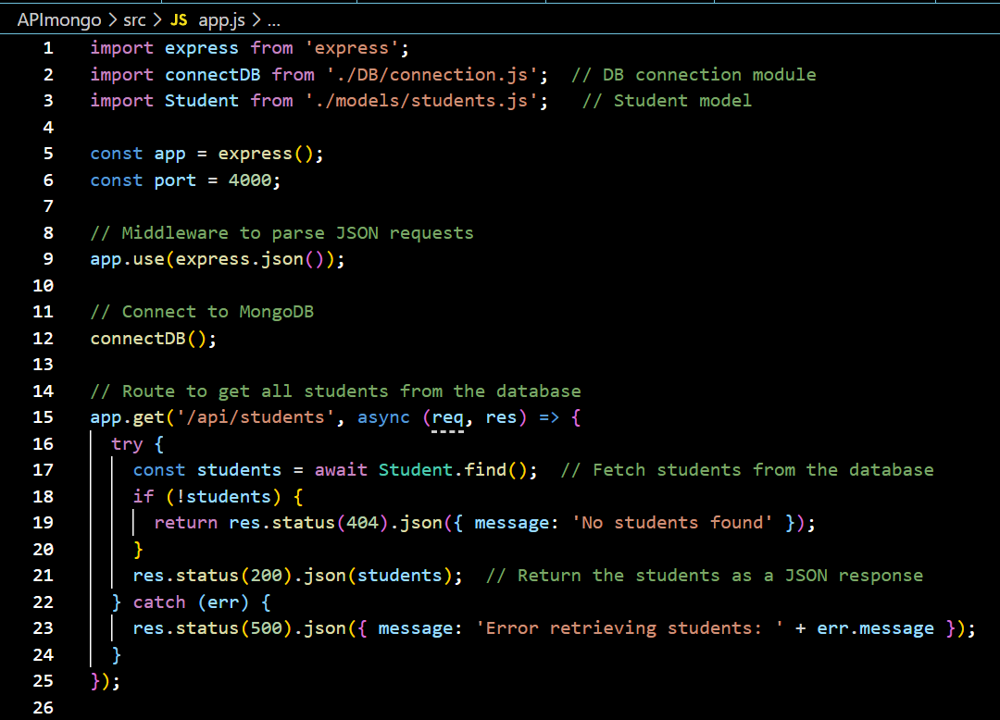 APImongo > src > JS app.js > ...
1 import express from 'express';
2 import connectDB from './DB/connection.js';  // DB connection module
3 import Student from './models/students.js';   // Student model
4
5 const app = express();
6 const port = 4000;
7
8 // Middleware to parse JSON requests
9 app.use(express.json());
10
11 // Connect to MongoDB
12 connectDB();
13
14 // Route to get all students from the database
15 app.get('/api/students', async (req, res) => {
16   try {
17     const students = await Student.find();  // Fetch students from the database
18     if (!students) {
19       return res.status(404).json({ message: 'No students found' });
20     }
21     res.status(200).json(students);  // Return the students as a JSON response
22   } catch (err) {
23     res.status(500).json({ message: 'Error retrieving students: ' + err.message });
24   }
25 });
26